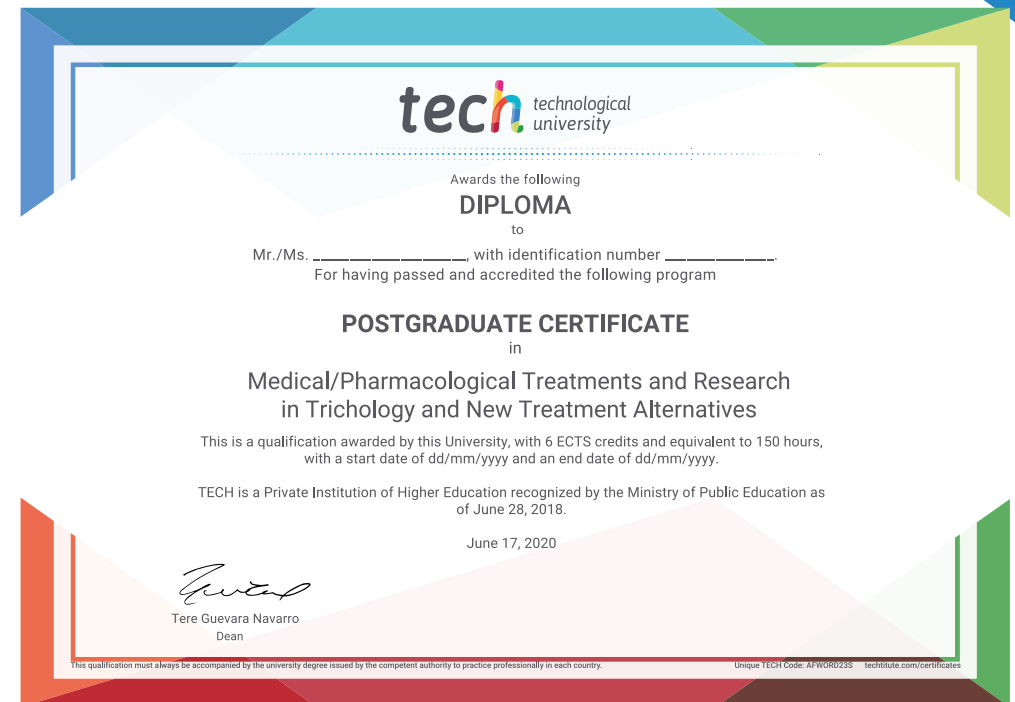 tech technological
university
Awards the following
DIPLOMA
to
Mr./Ms. ____________________, with identification number ______________.
For having passed and accredited the following program
POSTGRADUATE CERTIFICATE
in
Medical/Pharmacological Treatments and Research
in Trichology and New Treatment Alternatives
This is a qualification awarded by this University, with 6 ECTS credits and equivalent to 150 hours,
with a start date of dd/mm/yyyy and an end date of dd/mm/yyyy.
TECH is a Private Institution of Higher Education recognized by the Ministry of Public Education as
of June 28, 2018.
June 17, 2020
Tere Guevara Navarro
Dean
This qualification must always be accompanied by the university degree issued by the competent authority to practice professionally in each country. Unique TECH Code: AFWORD23S techtitute.com/certificates